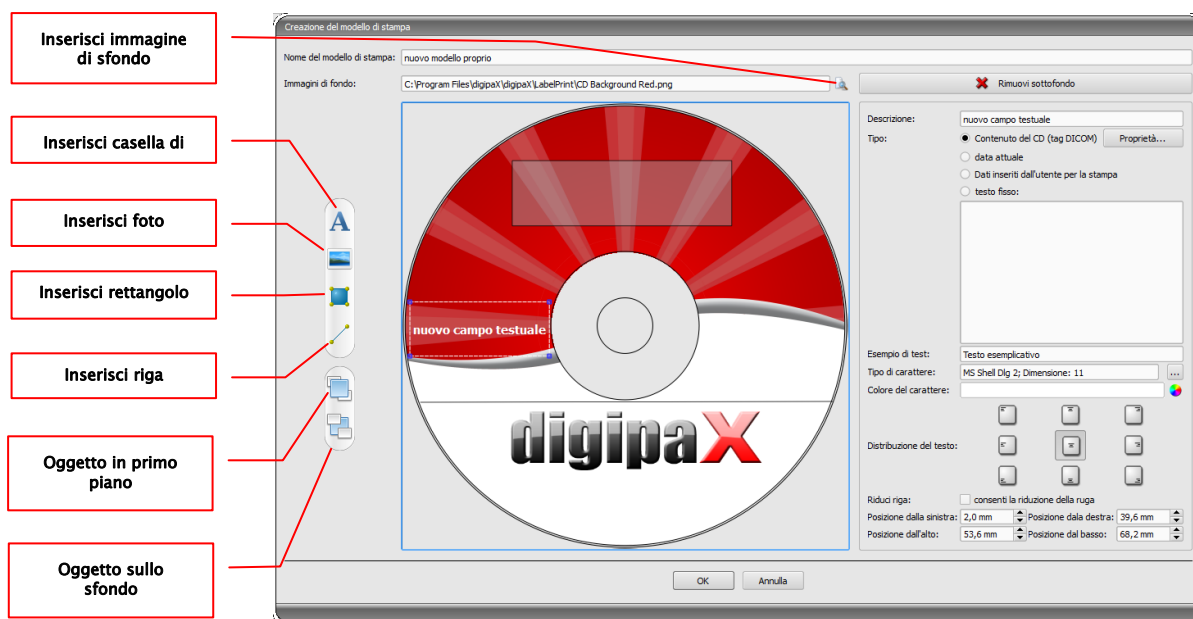 Inserisci immagine
di sfondo
Inserisci casella di
Inserisci foto
Inserisci rettangolo
Inserisci riga
Oggetto in primo
piano
Oggetto sullo
sfondo
Creazione del modello di stampa
Nome del modello di stampa: nuovo modello proprio
Immagini di fondo: C:\Program Files\digipaX\digipaX\LabelPrint\CD Background Red.png
Rimuovi sottofondo
A
nuovo campo testuale
digipaX
Descrizione: nuovo campo testuale
Tipo: Contenuto del CD (tag DICOM) Proprietà...
data attuale
Dati inseriti dall'utente per la stampa
testo fisso:
Esempio di test: Testo esemplicativo
Tipo di carattere: MS Shell Dlg 2; Dimensione: 11 ...
Colore del carattere:
Distribuzione del testo:
Riduci riga: consenti la riduzione della ruga
Posizione dalla sinistra: 2,0 mm Posizione dala destra: 39,6 mm
Posizione dall'alto: 53,6 mm Posizione dal basso: 68,2 mm
OK Annulla